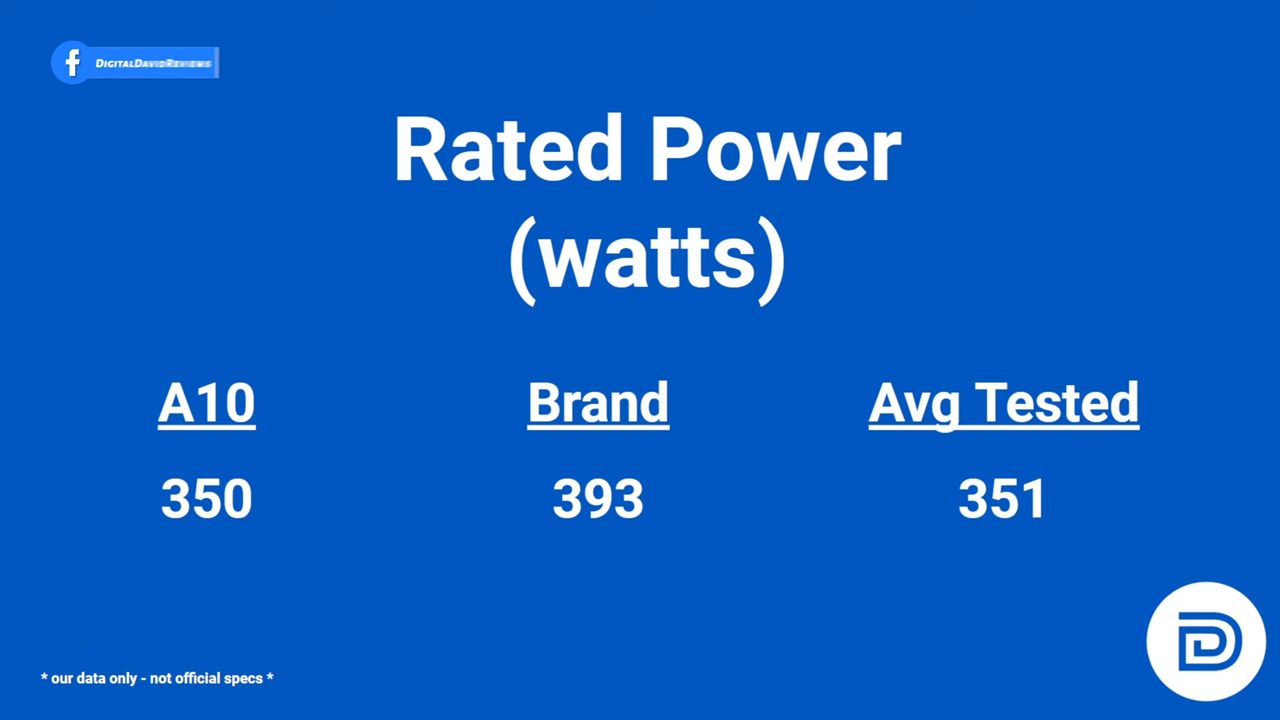 DigitalDavidReviews
Rated Power
(watts)
A10 Brand Avg Tested
350 393 351
* our data only - not official specs *